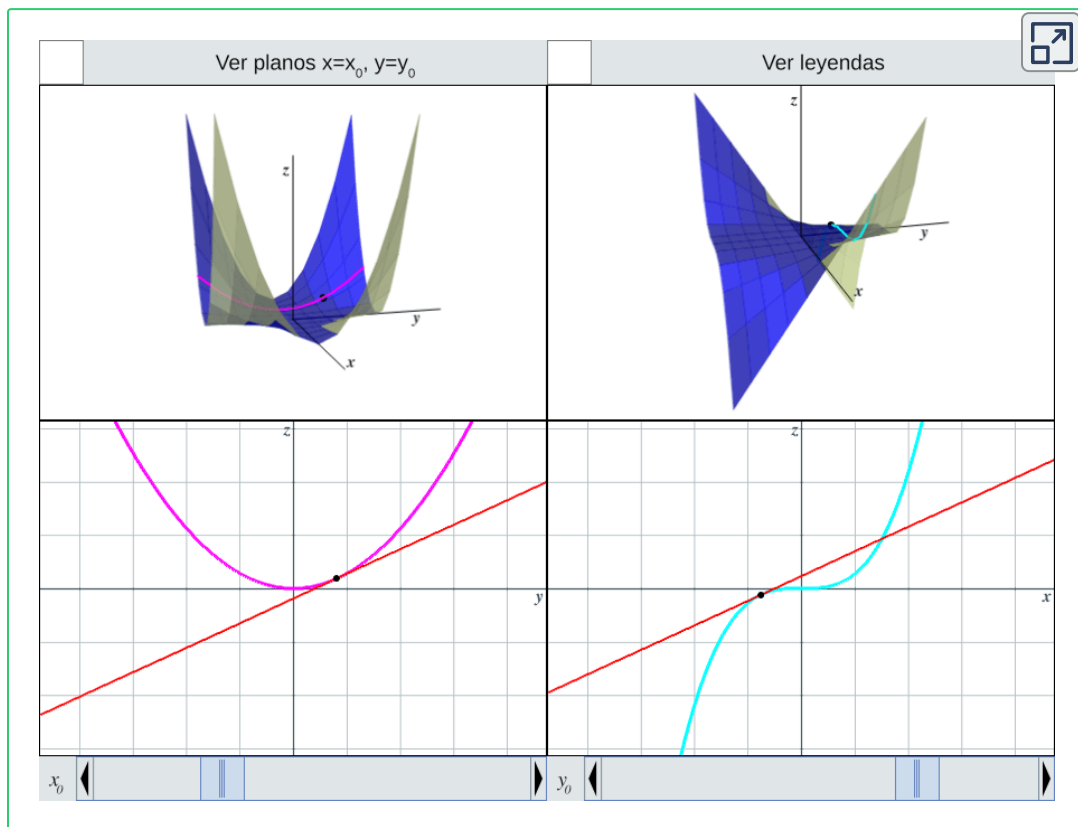 Ver planos x=x₀, y=y₀
Ver leyendas
z
y
x
z
y
x
z
y
z
x
x₀
y₀